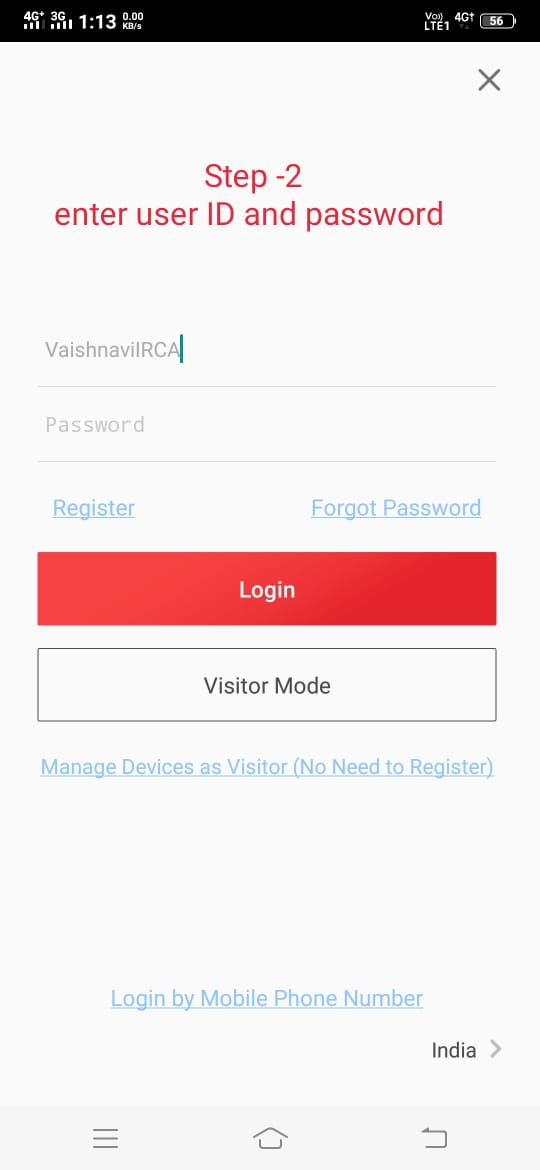 4G+ 3G 1:13 0.00 KB/s Vo)) LTE1 4G† 56
Step -2
enter user ID and password
VaishnaviIRCA
Password
Register Forgot Password
Login
Visitor Mode
Manage Devices as Visitor (No Need to Register)
Login by Mobile Phone Number
India